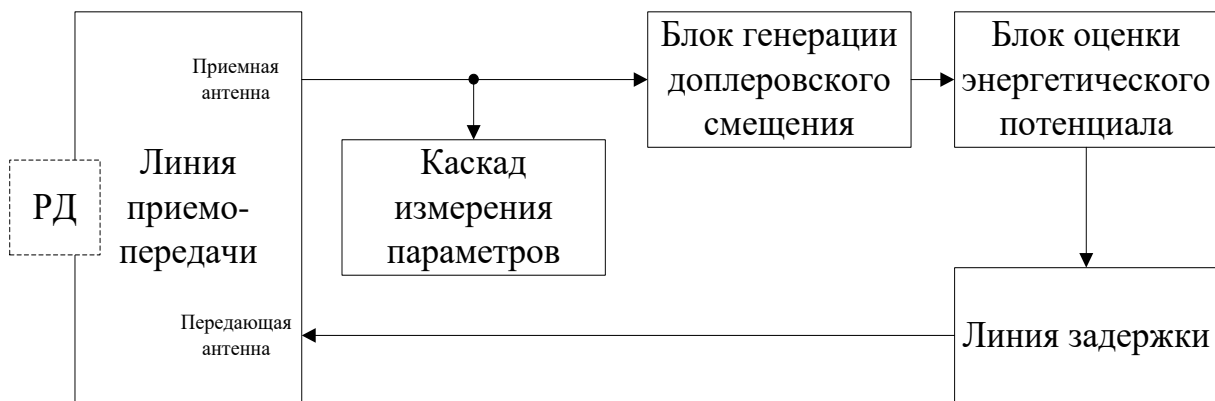 Приемная
антенна
Линия
приемо-
передачи
Передающая
антенна
РД
Каскад
измерения
параметров
Блок генерации
доплеровского
смещения
Блок оценки
энергетического
потенциала
Линия задержки